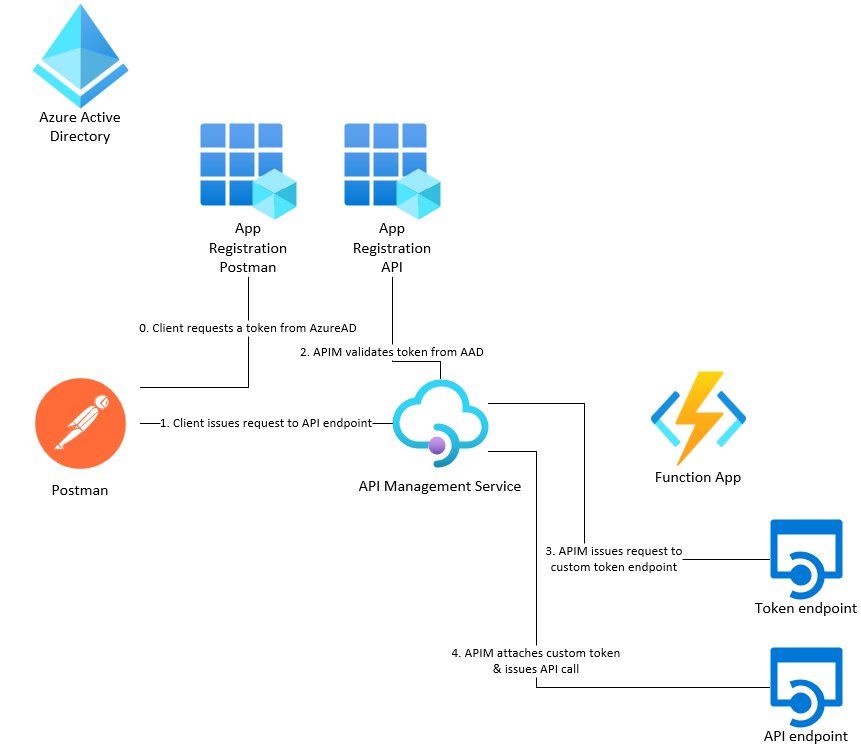 Azure Active
Directory
App
Registration
Postman
App
Registration
API
0. Client requests a token from AzureAD
2. APIM validates token from AAD
1. Client issues request to API endpoint
Postman
API Management Service
Function App
3. APIM issues request to
custom token endpoint
Token endpoint
4. APIM attaches custom token
& issues API call
API endpoint